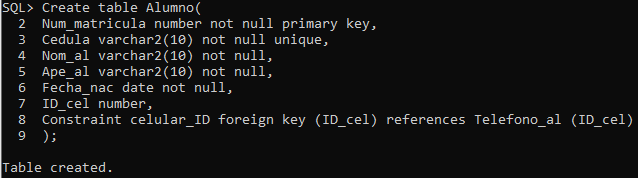 SQL> Create table Alumno(
2 Num_matricula number not null primary key,
3 Cedula varchar2(10) not null unique,
4 Nom_al varchar2(10) not null,
5 Ape_al varchar2(10) not null,
6 Fecha_nac date not null,
7 ID_cel number,
8 Constraint celular_ID foreign key (ID_cel) references Telefono_al (ID_cel)
9 );
Table created.